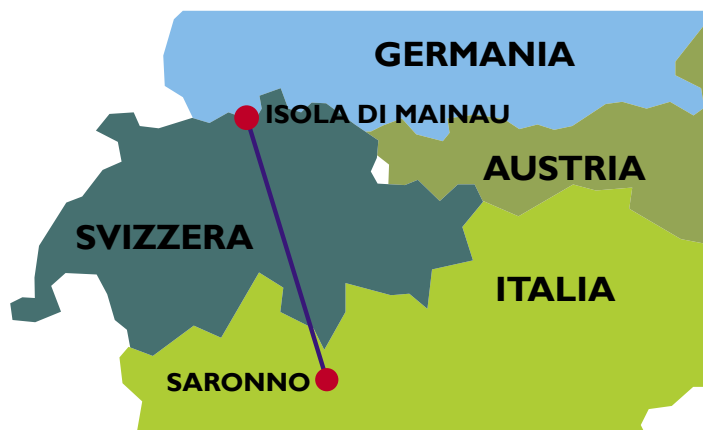 GERMANIA
ISOLA DI MAINAU
AUSTRIA
SVIZZERA
ITALIA
SARONNO